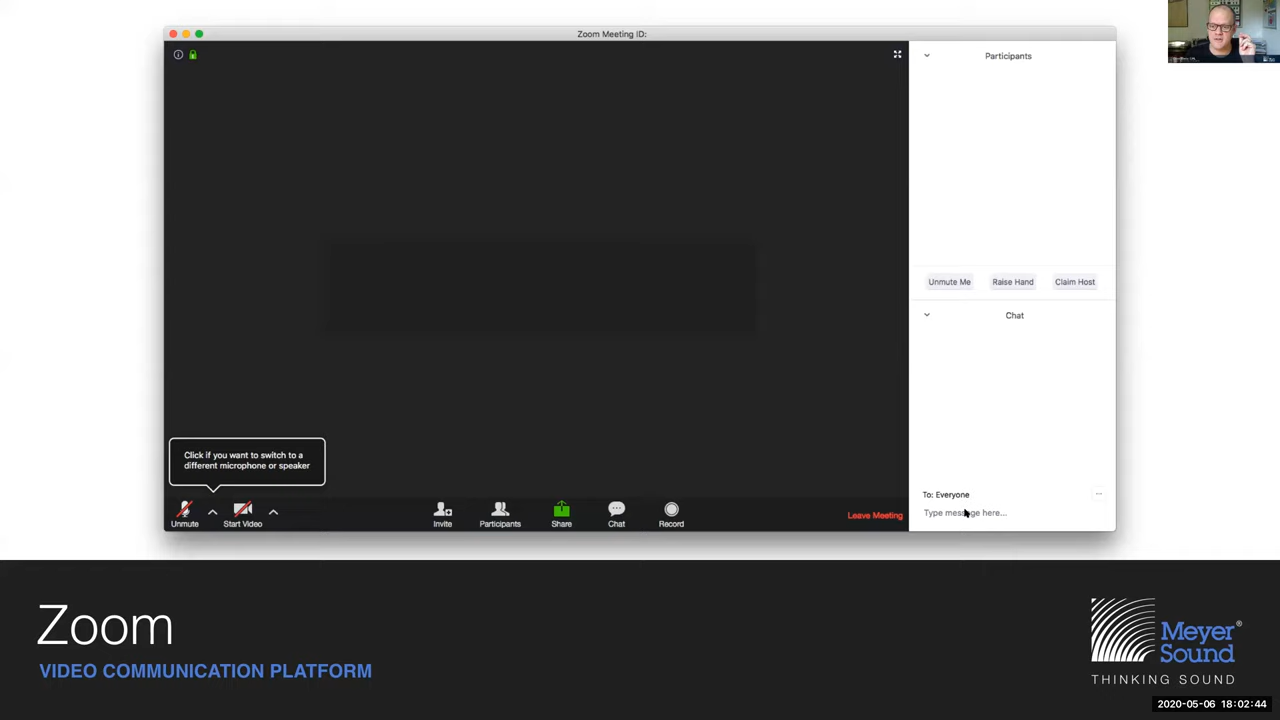 Zoom Meeting ID:
Participants
Unmute Me
Raise Hand
Claim Host
Chat
Click if you want to switch to a
different microphone or speaker
To: Everyone
Type message here...
Unmute
Start Video
Invite
Participants
Share
Chat
Record
Leave Meeting
Zoom
VIDEO COMMUNICATION PLATFORM
Meyer
Sound®
THINKING SOUND
2020-05-06 18:02:44